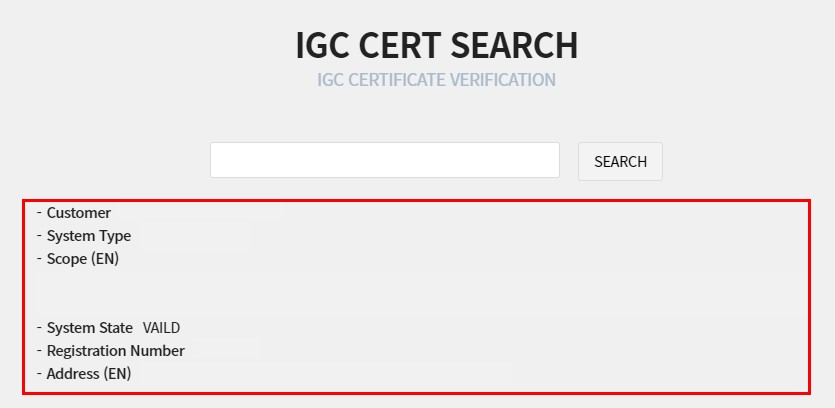 IGC CERT SEARCH
IGC CERTIFICATE VERIFICATION
SEARCH
- Customer
- System Type
- Scope (EN)
- System State VAILD
- Registration Number
- Address (EN)